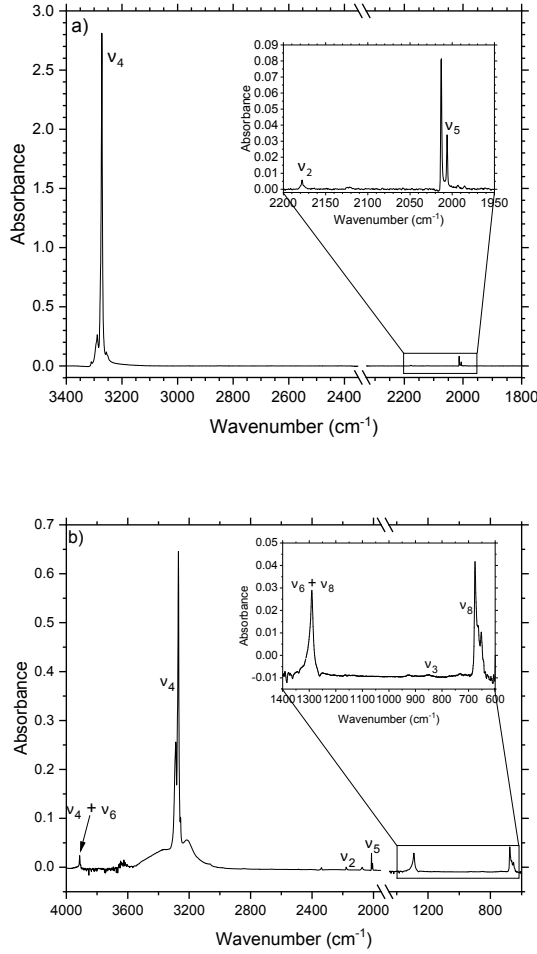 a)
Absorbance
3.0
2.5
2.0
1.5
1.0
0.5
0.0
ν4
Absorbance
0.09
0.08
0.07
0.06
0.05
0.04
0.03
0.02
0.01
0.00
ν2
ν5
2200 2150 2100 2050 2000 1950
Wavenumber (cm-1)
3400 3200 3000 2800 2600 2400 2200 2000 1800
Wavenumber (cm-1)
b)
Absorbance
0.7
0.6
0.5
0.4
0.3
0.2
0.1
0.0
ν4
ν4 + ν6
ν2
ν5
Absorbance
0.05
0.04
0.03
0.02
0.01
0.00
-0.01
ν6 + ν8
ν3
ν8
1400 1300 1200 1100 1000 900 800 700 600
Wavenumber (cm-1)
4000 3600 3200 2800 2400 2000 1200 800
Wavenumber (cm-1)